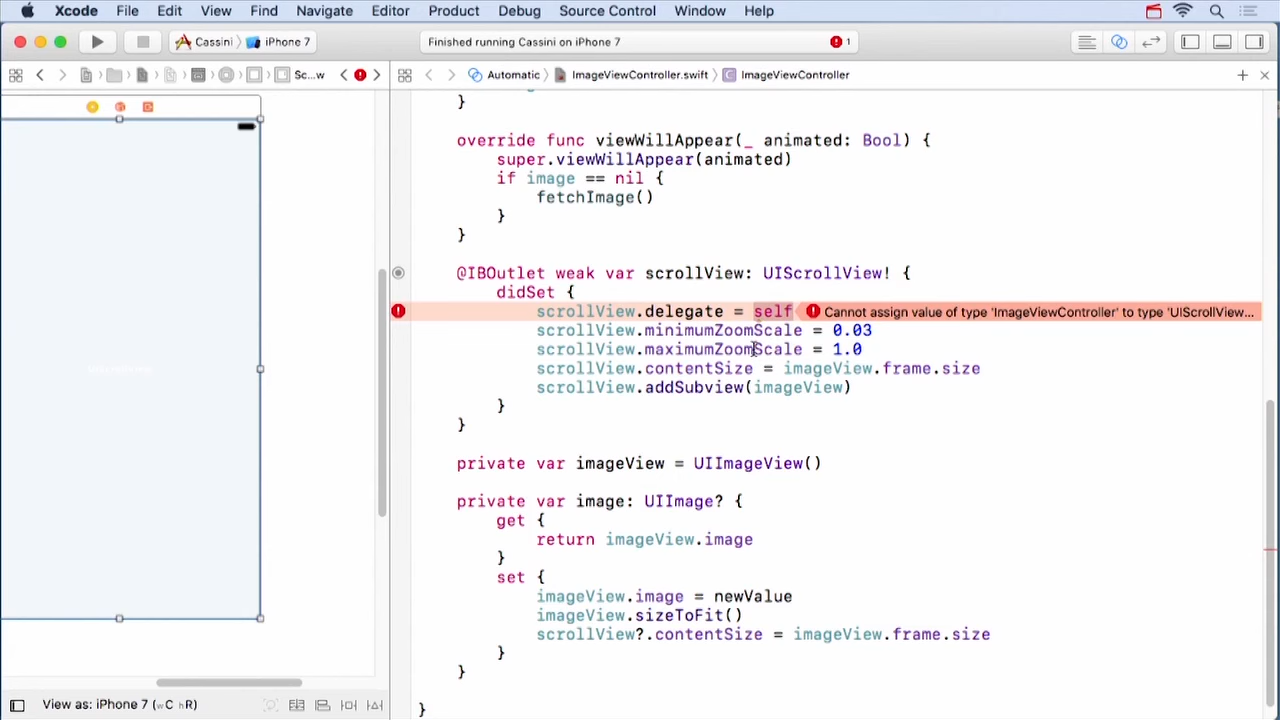 Xcode File Edit View Find Navigate Editor Product Debug Source Control Window Help
Cassini iPhone 7 Finished running Cassini on iPhone 7 1
Sc...w Automatic ImageViewController.swift ImageViewController
}
override func viewWillAppear(_ animated: Bool) {
super.viewWillAppear(animated)
if image == nil {
fetchImage()
}
}
@IBOutlet weak var scrollView: UIScrollView! {
didSet {
scrollView.delegate = self Cannot assign value of type 'ImageViewController' to type 'UIScrollView...
scrollView.minimumZoomScale = 0.03
scrollView.maximumZoomScale = 1.0
scrollView.contentSize = imageView.frame.size
scrollView.addSubview(imageView)
}
}
private var imageView = UIImageView()
private var image: UIImage? {
get {
return imageView.image
}
set {
imageView.image = newValue
imageView.sizeToFit()
scrollView?.contentSize = imageView.frame.size
}
}
}
View as: iPhone 7 (wC hR)